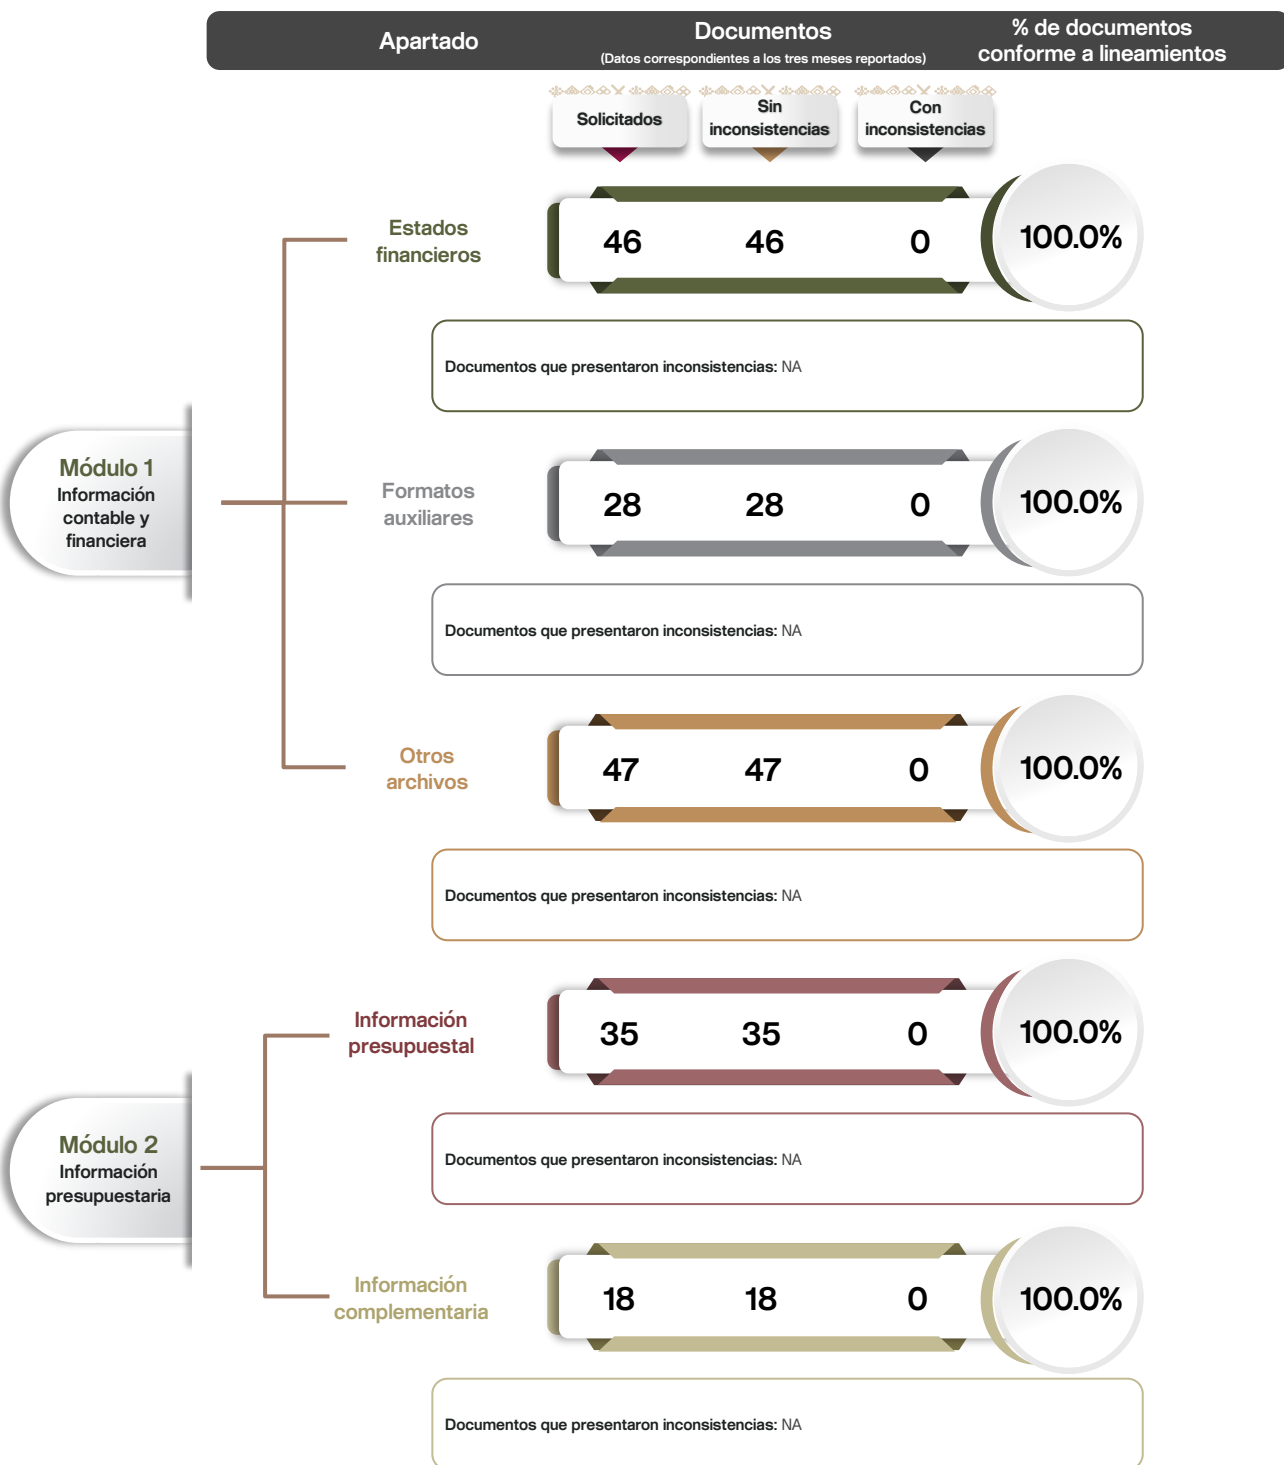 Apartado
Documentos
(Datos correspondientes a los tres meses reportados)
% de documentos
conforme a lineamientos
Solicitados
Sin
inconsistencias
Con
inconsistencias
Módulo 1
Información
contable y
financiera
Estados
financieros
46 46 0 100.0%
Documentos que presentaron inconsistencias: NA
Formatos
auxiliares
28 28 0 100.0%
Documentos que presentaron inconsistencias: NA
Otros
archivos
47 47 0 100.0%
Documentos que presentaron inconsistencias: NA
Módulo 2
Información
presupuestaria
Información
presupuestal
35 35 0 100.0%
Documentos que presentaron inconsistencias: NA
Información
complementaria
18 18 0 100.0%
Documentos que presentaron inconsistencias: NA